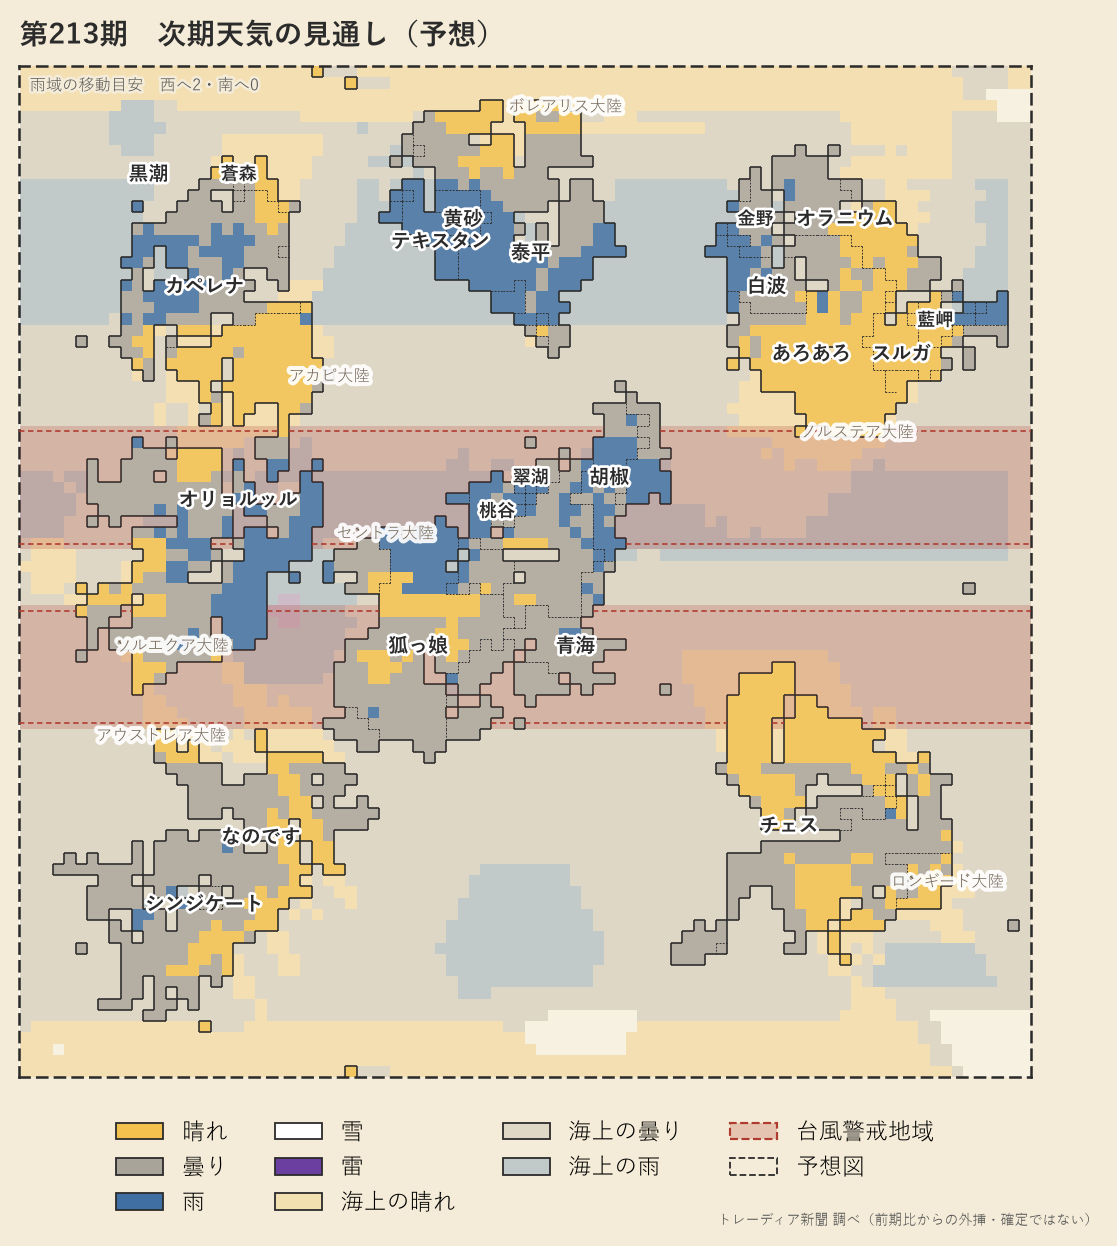 第213期　次期天気の見通し（予想）
雨域の移動目安　西へ2・南へ0
ボレアリス大陸
黒潮
蒼森
黄砂
テキスタン
泰平
金野
オラニウム
カペレナ
白波
藍岬
あろあろ
スルガ
アカピ大陸
ノルステア大陸
翠湖
胡椒
オリョルッル
桃谷
セントラ大陸
ソルエクア大陸
狐っ娘
青海
アウストレア大陸
なのです
チェス
ロンギード大陸
シンジケート
晴れ
雪
海上の曇り
台風警戒地域
曇り
雷
海上の雨
予想図
雨
海上の晴れ
トレーディア新聞 調べ（前期比からの外挿・確定ではない）